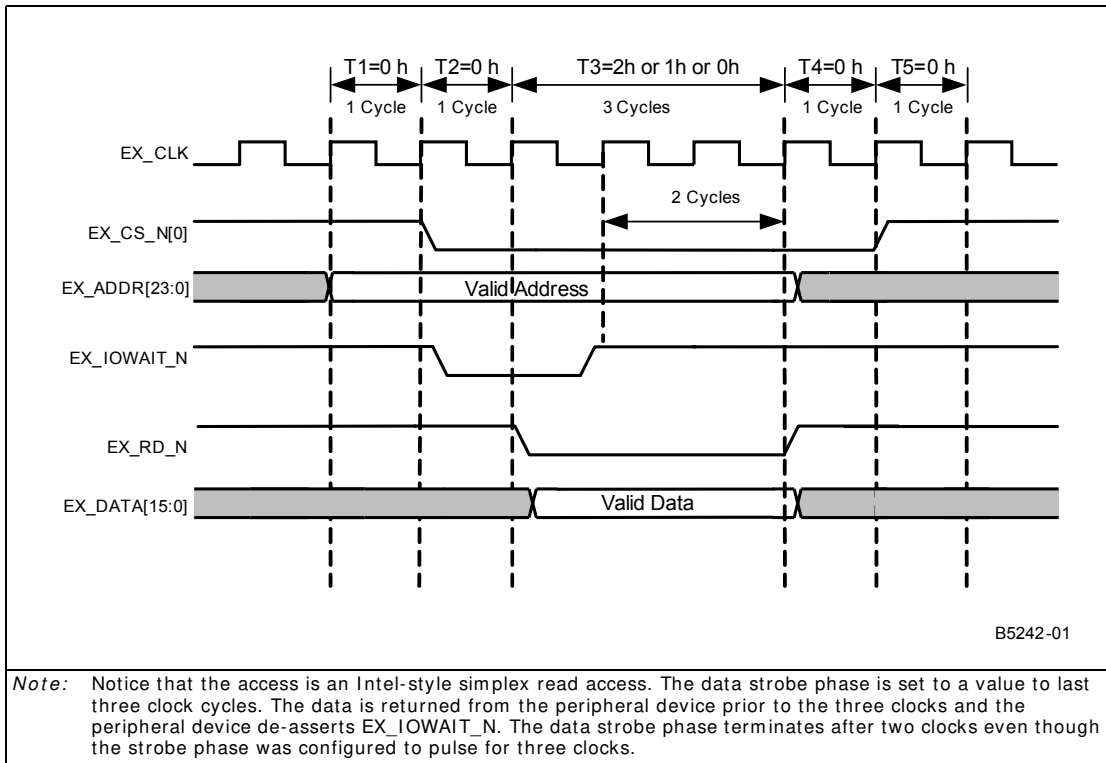 T1=0 h T2=0 h T3=2h or 1h or 0h T4=0 h T5=0 h
1 Cycle 1 Cycle 3 Cycles 1 Cycle 1 Cycle
EX_CLK
2 Cycles
EX_CS_N[0]
EX_ADDR[23:0] Valid Address
EX_IOWAIT_N
EX_RD_N
EX_DATA[15:0] Valid Data
B5242-01
Note: Notice that the access is an Intel-style simplex read access. The data strobe phase is set to a value to last
three clock cycles. The data is returned from the peripheral device prior to the three clocks and the
peripheral device de-asserts EX_IOWAIT_N. The data strobe phase terminates after two clocks even though
the strobe phase was configured to pulse for three clocks.